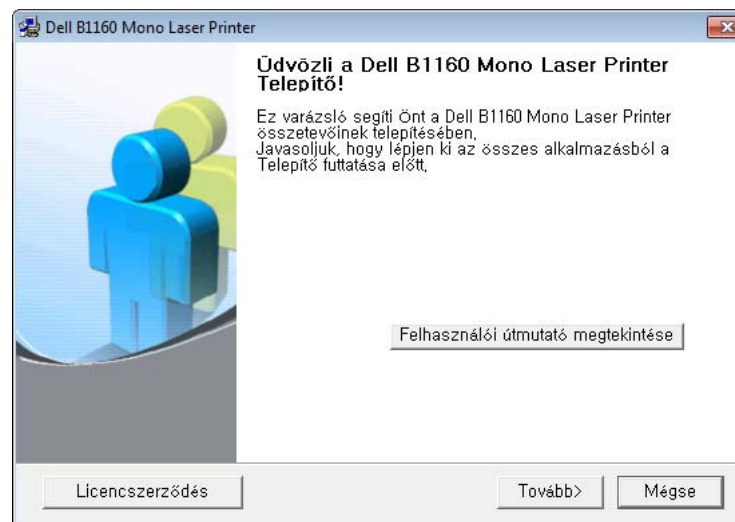 Dell B1160 Mono Laser Printer
Üdvözli a Dell B1160 Mono Laser Printer
Telepítő!
Ez varázsló segíti Önt a Dell B1160 Mono Laser Printer
összetevőinek telepítésében,
Javasoljuk, hogy lépjen ki az összes alkalmazásból a
Telepítő futtatása előtt,
Felhasználói útmutató megtekintése
Licencszerződés
Tovább>
Mégse